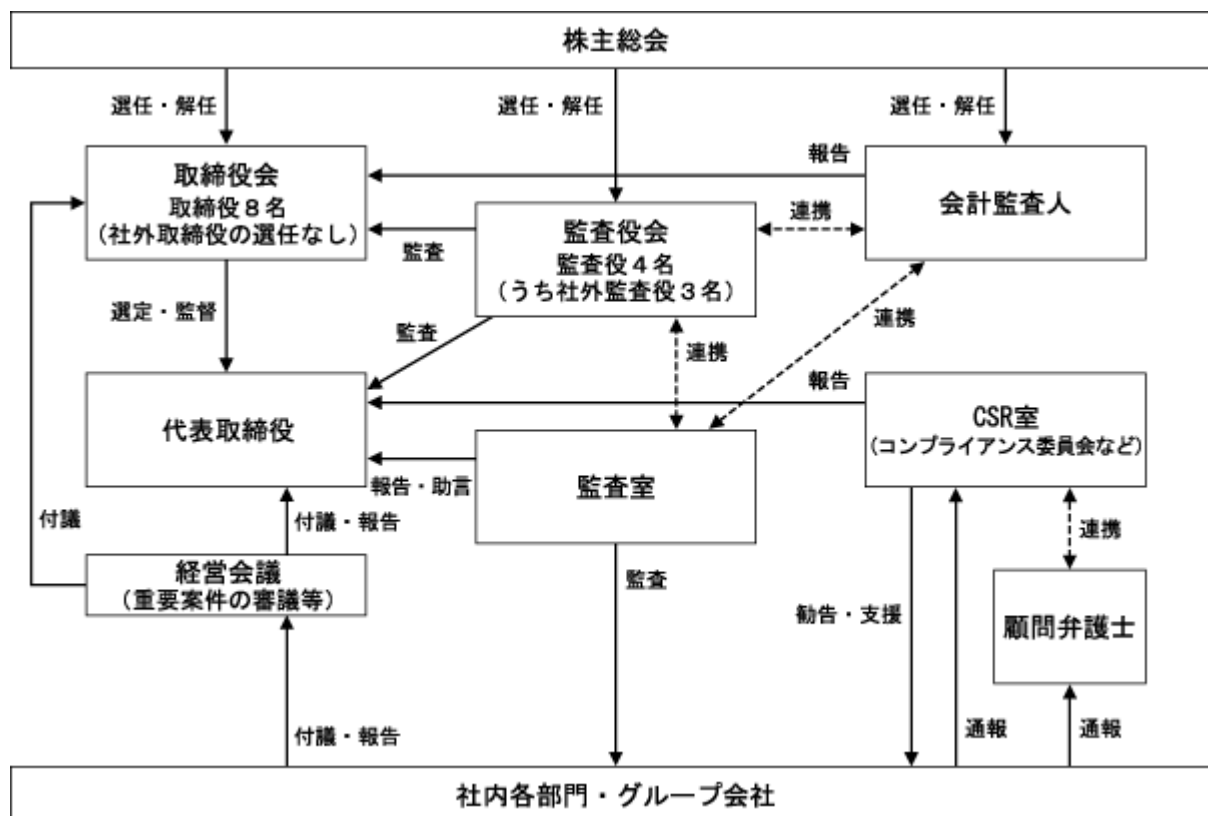 株主総会
選任・解任
選任・解任
選任・解任
取締役会
取締役8名
(社外取締役の選任なし)
報告
会計監査人
監査役会
監査役4名
(うち社外監査役3名)
監査
連携
選定・監督
監査
連携
連携
報告
代表取締役
CSR室
(コンプライアンス委員会など)
監査室
報告・助言
付議
付議・報告
連携
経営会議
(重要案件の審議等)
監査
勧告・支援
顧問弁護士
付議・報告
通報
通報
社内各部門・グループ会社